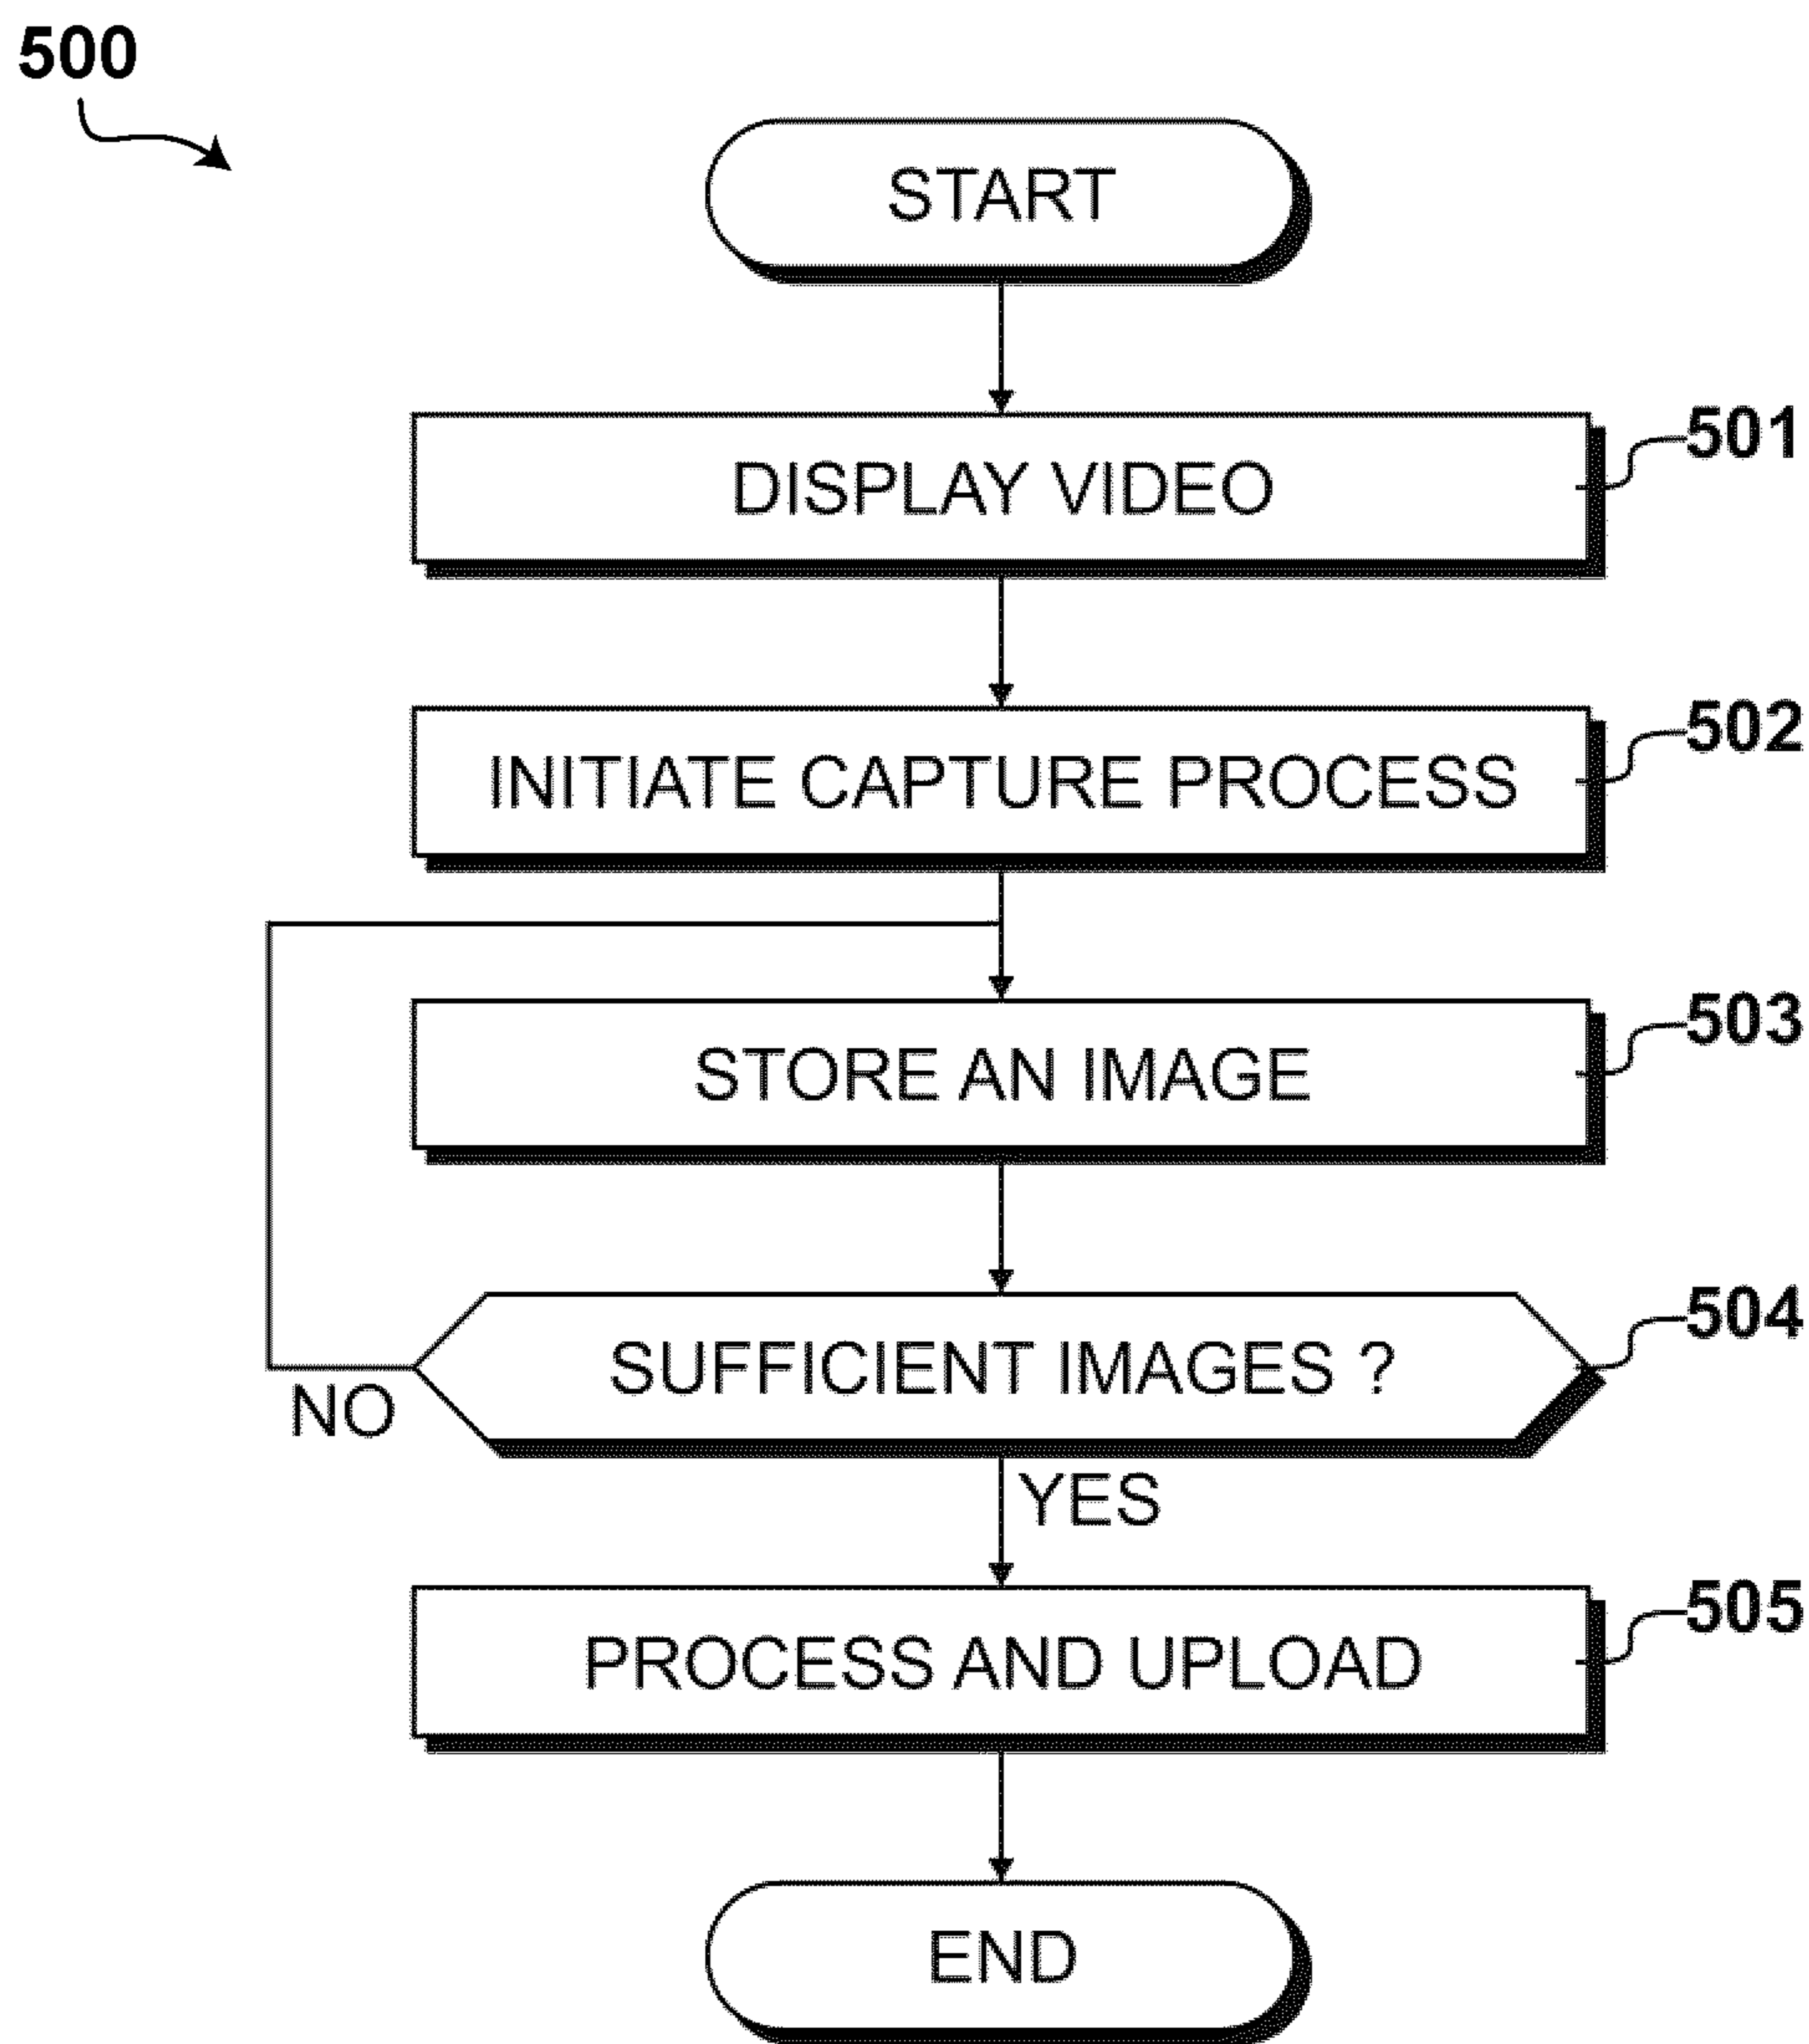 500
START
DISPLAY VIDEO
501
INITIATE CAPTURE PROCESS
502
STORE AN IMAGE
503
SUFFICIENT IMAGES ?
504
NO
YES
PROCESS AND UPLOAD
505
END